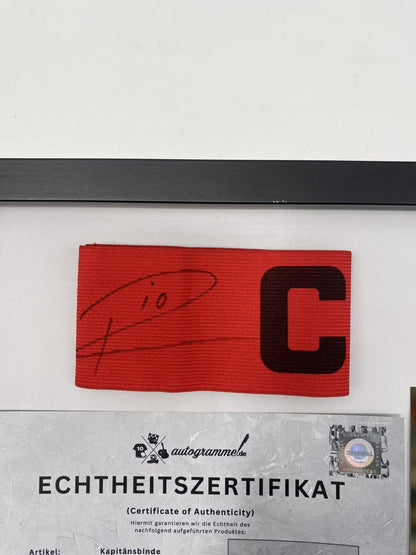 C
autogramme.de
ECHTHEITSZERTIFIKAT
(Certificate of Authenticity)
Hiermit garantieren wir die Echtheit des
nachfolgend aufgeführten Produktes:
Artikel: Kapitänsbinde